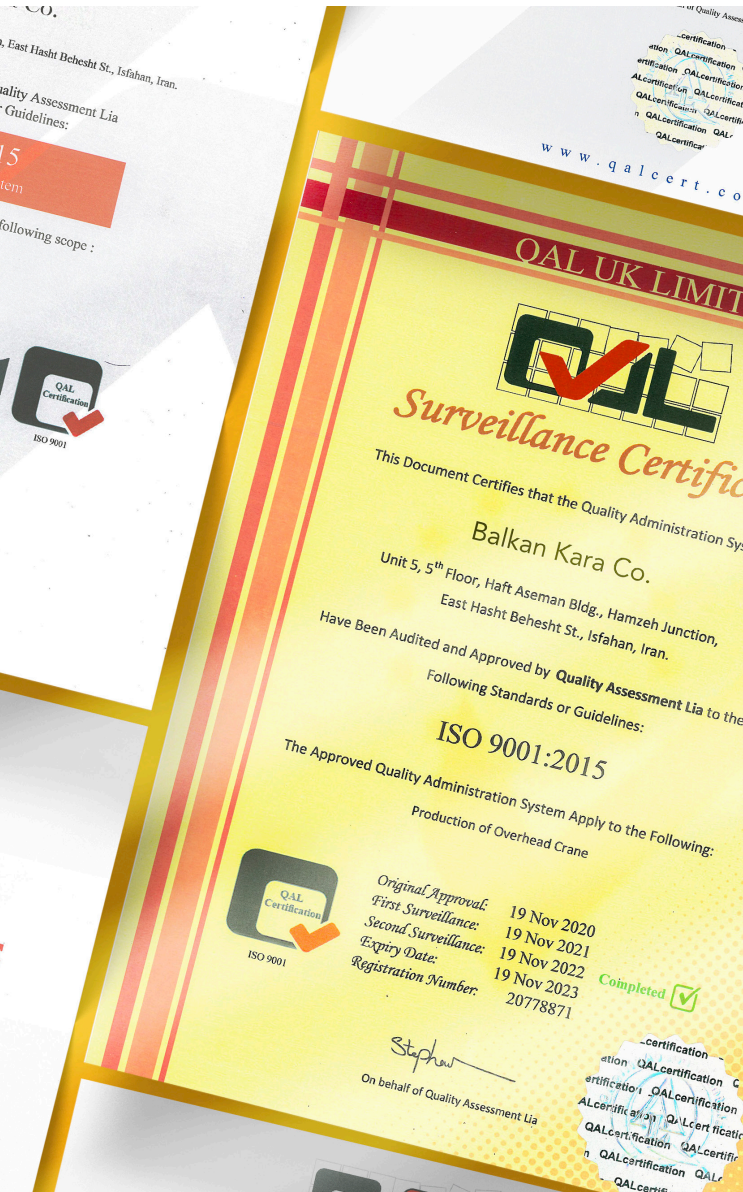 Co.
East Hasht Behesht St., Isfahan, Iran.
Quality Assessment Lia
Guidelines:
15
following scope :
QAL
Certification
ISO 9001
www.qalcert.co
QAL UK LIMIT
QAL
Surveillance Certific
This Document Certifies that the Quality Administration Sys
Balkan Kara Co.
Unit 5, 5th Floor, Haft Aseman Bldg., Hamzeh Junction,
East Hasht Behesht St., Isfahan, Iran.
Have Been Audited and Approved by Quality Assessment Lia to the
Following Standards or Guidelines:
ISO 9001:2015
The Approved Quality Administration System Apply to the Following:
Production of Overhead Crane
Original Approval: 19 Nov 2020
First Surveillance: 19 Nov 2021
Second Surveillance: 19 Nov 2022
Expiry Date: 19 Nov 2023
Registration Number: 20778871
Completed
QAL
Certification
ISO 9001
Stephen
On behalf of Quality Assessment Lia
certification
QALcertification
QALcertification
QALcertification
QALcertification